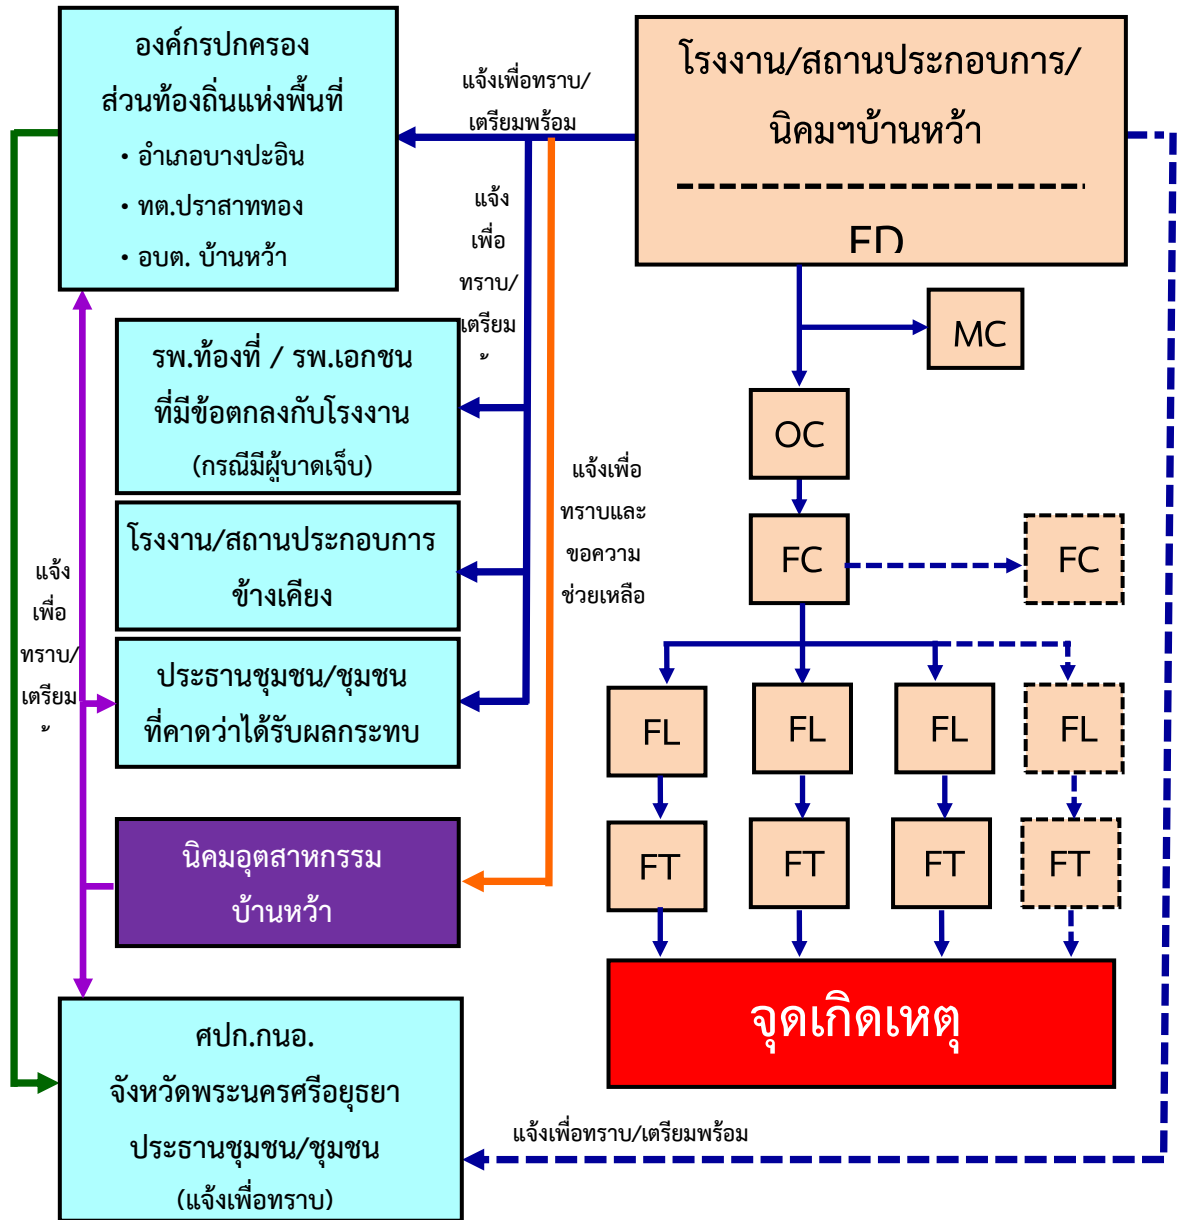 องค์กรปกครอง
ส่วนท้องถิ่นแห่งพื้นที่
• อำเภอบางปะอิน
• ทต.ปราสาททอง
• อบต. บ้านหว้า
แจ้งเพื่อทราบ/
เตรียมพร้อม
โรงงาน/สถานประกอบการ/
นิคมฯบ้านหว้า
ED
แจ้ง
เพื่อ
ทราบ/
เตรียม
MC
รพ.ท้องที่ / รพ.เอกชน
ที่มีข้อตกลงกับโรงงาน
(กรณีมีผู้บาดเจ็บ)
OC
แจ้งเพื่อ
ทราบและ
ขอความ
ช่วยเหลือ
โรงงาน/สถานประกอบการ
ข้างเคียง
FC
FC
แจ้ง
เพื่อ
ทราบ/
เตรียม
ประธานชุมชน/ชุมชน
ที่คาดว่าได้รับผลกระทบ
FL
FL
FL
FL
นิคมอุตสาหกรรม
บ้านหว้า
FT
FT
FT
FT
จุดเกิดเหตุ
ศปก.กนอ.
จังหวัดพระนครศรีอยุธยา
ประธานชุมชน/ชุมชน
(แจ้งเพื่อทราบ)
แจ้งเพื่อทราบ/เตรียมพร้อม